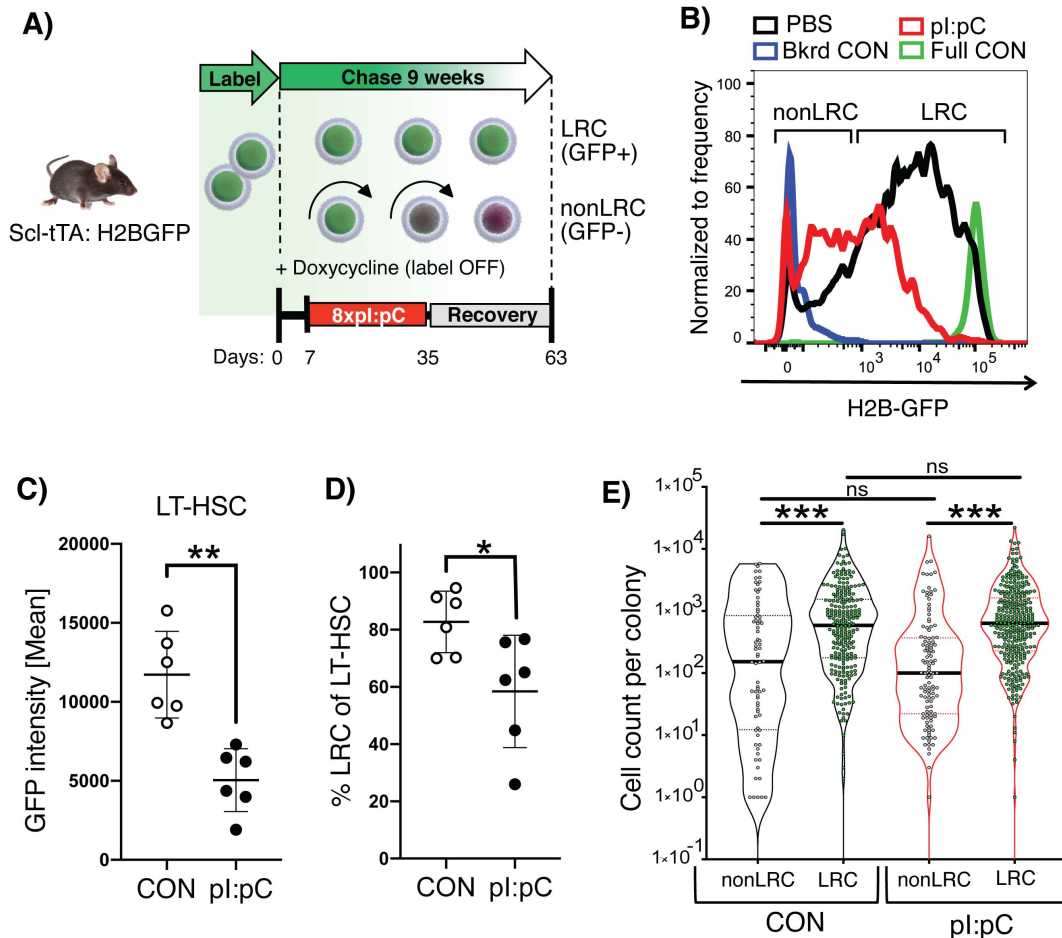 A)
Label
Chase 9 weeks
LRC
(GFP+)
nonLRC
(GFP-)
Scl-tTA: H2BGFP
+ Doxycycline (label OFF)
8xpI:pC
Recovery
Days: 0 7 35 63
B)
PBS
pI:pC
Bkrd CON
Full CON
Normalized to frequency
100
80
60
40
20
0
nonLRC
LRC
0 10³ 10⁴ 10⁵
H2B-GFP
C)
LT-HSC
GFP intensity [Mean]
20000
15000
10000
5000
0
**
CON pI:pC
D)
% LRC of LT-HSC
100
80
60
40
20
0
*
CON pI:pC
E)
Cell count per colony
1×10⁵
1×10⁴
1×10³
1×10²
1×10¹
1×10⁰
1×10⁻¹
ns
ns
***
***
nonLRC LRC nonLRC LRC
CON pI:pC